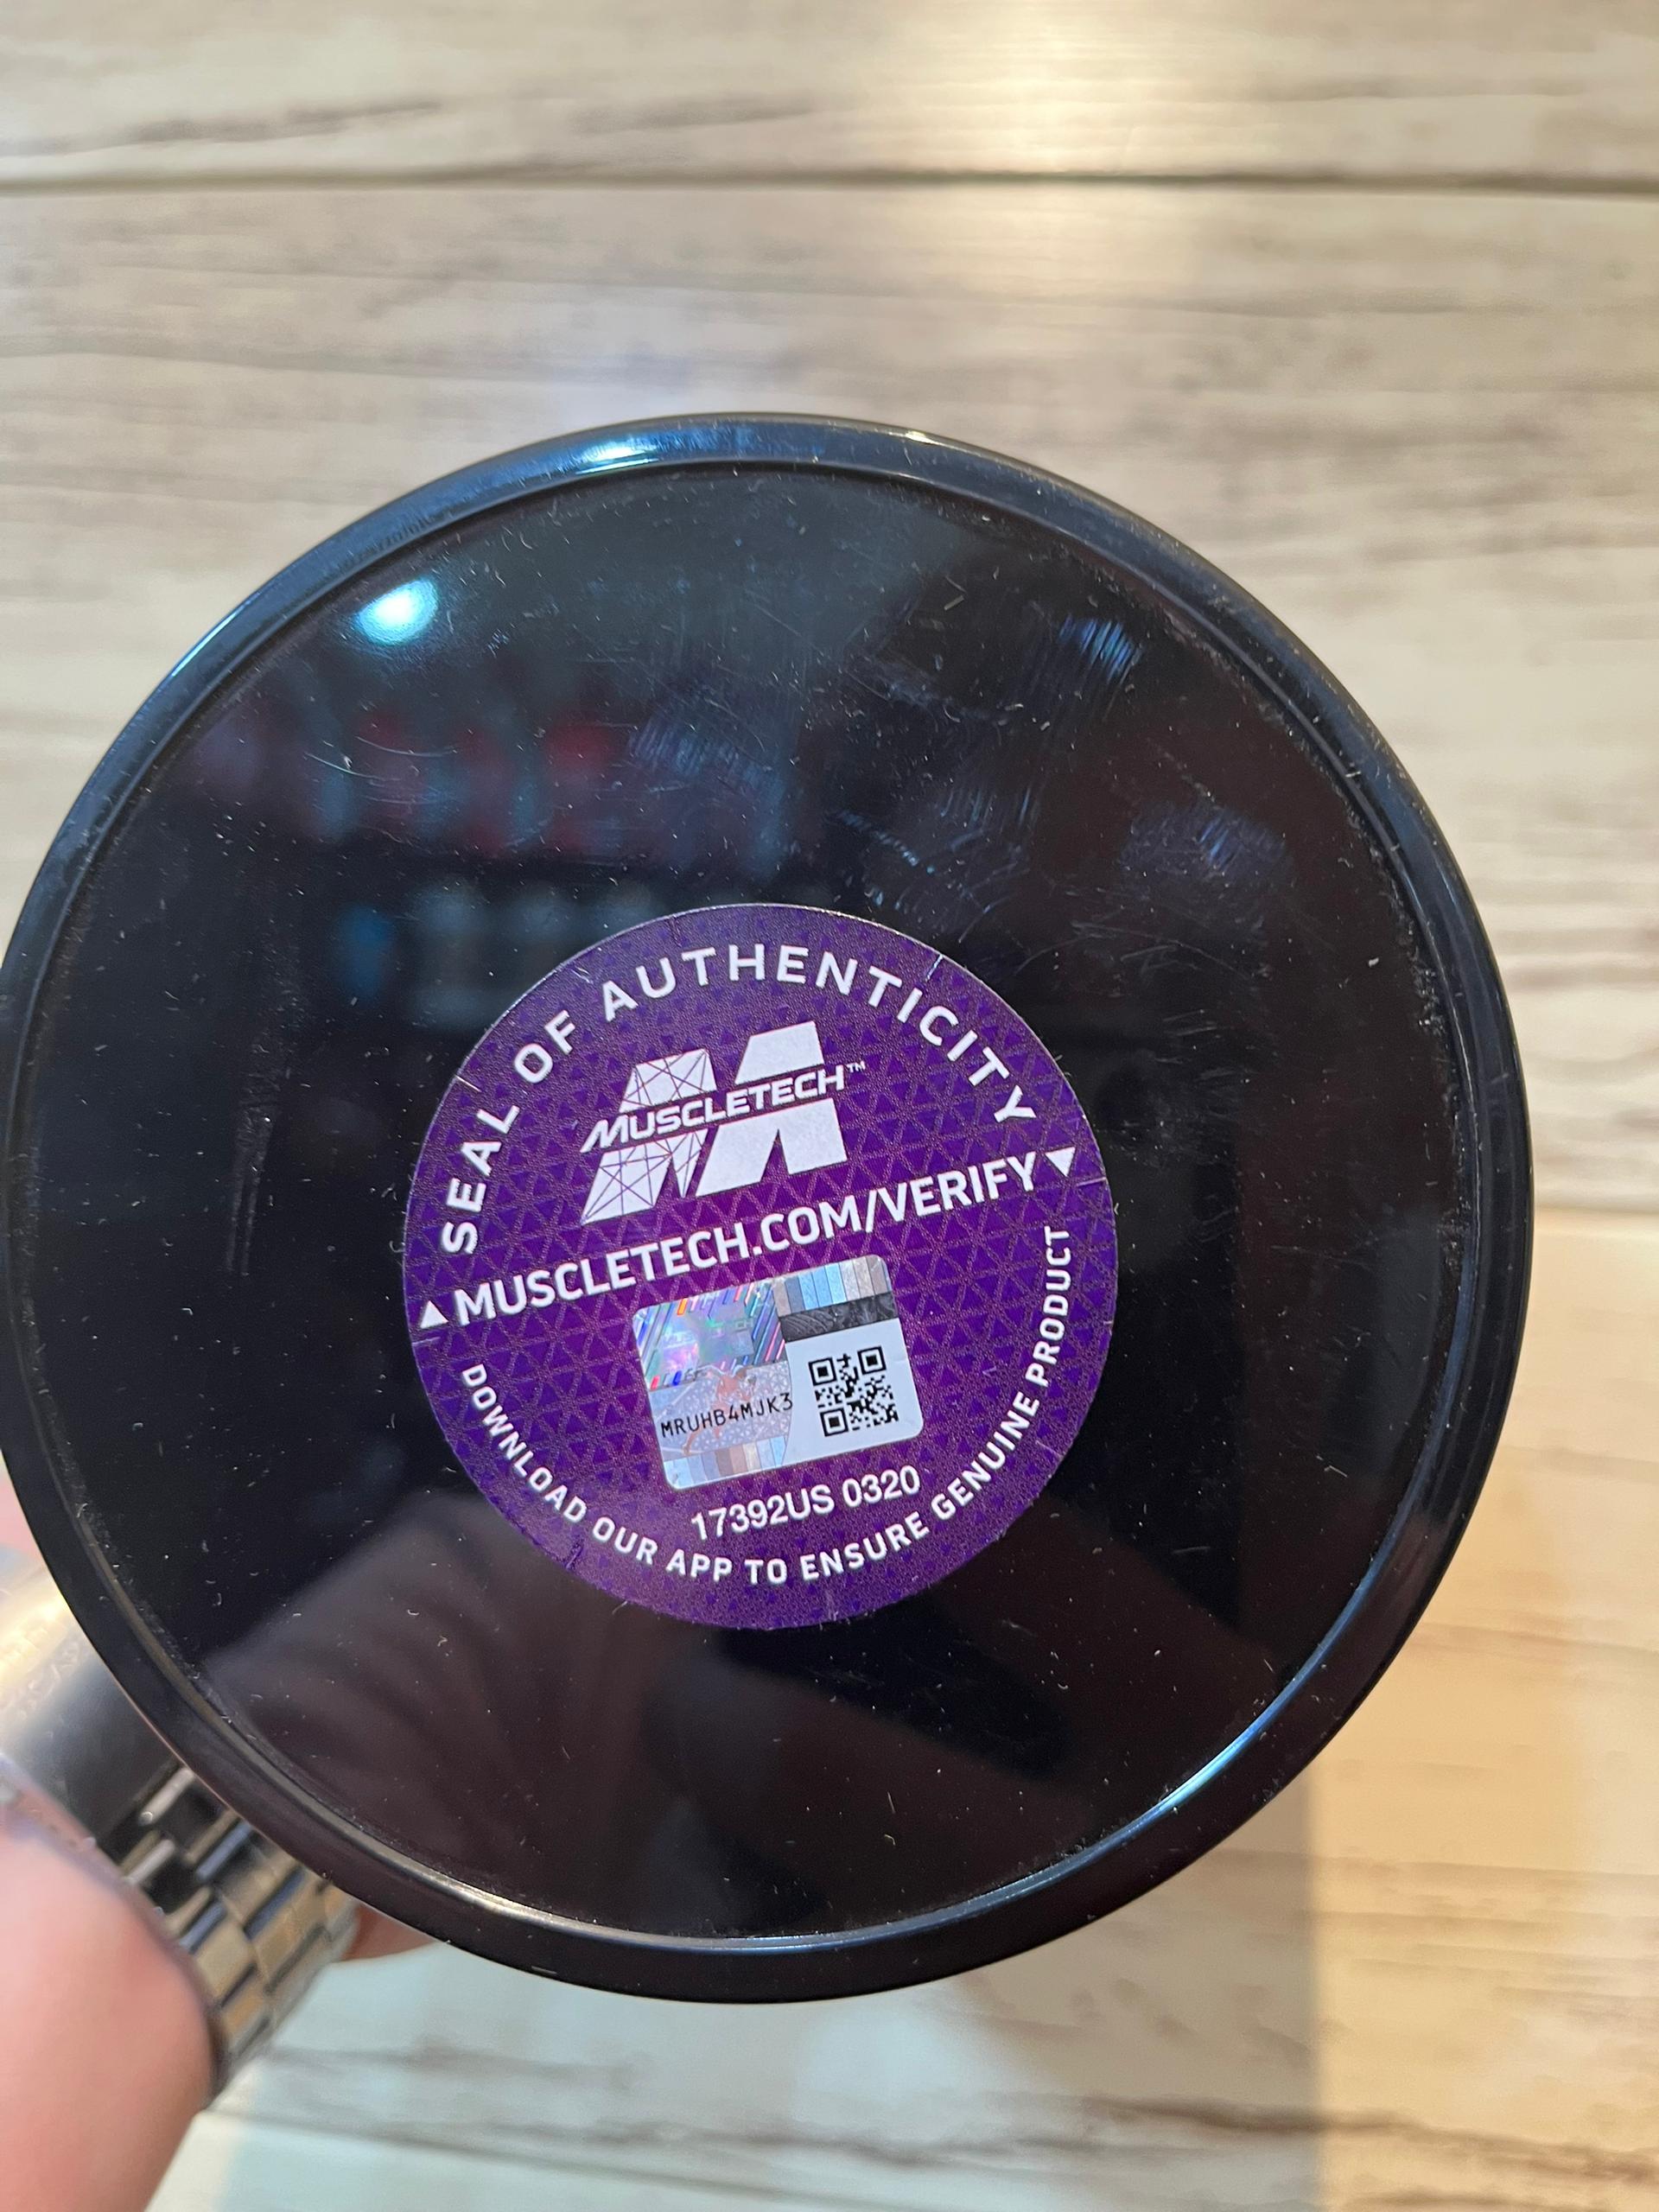 SEAL OF AUTHENTICITY
MUSCLETECH™
▲MUSCLETECH.COM/VERIFY▼
MRUHB4MJK3
17392US 0320
DOWNLOAD OUR APP TO ENSURE GENUINE PRODUCT